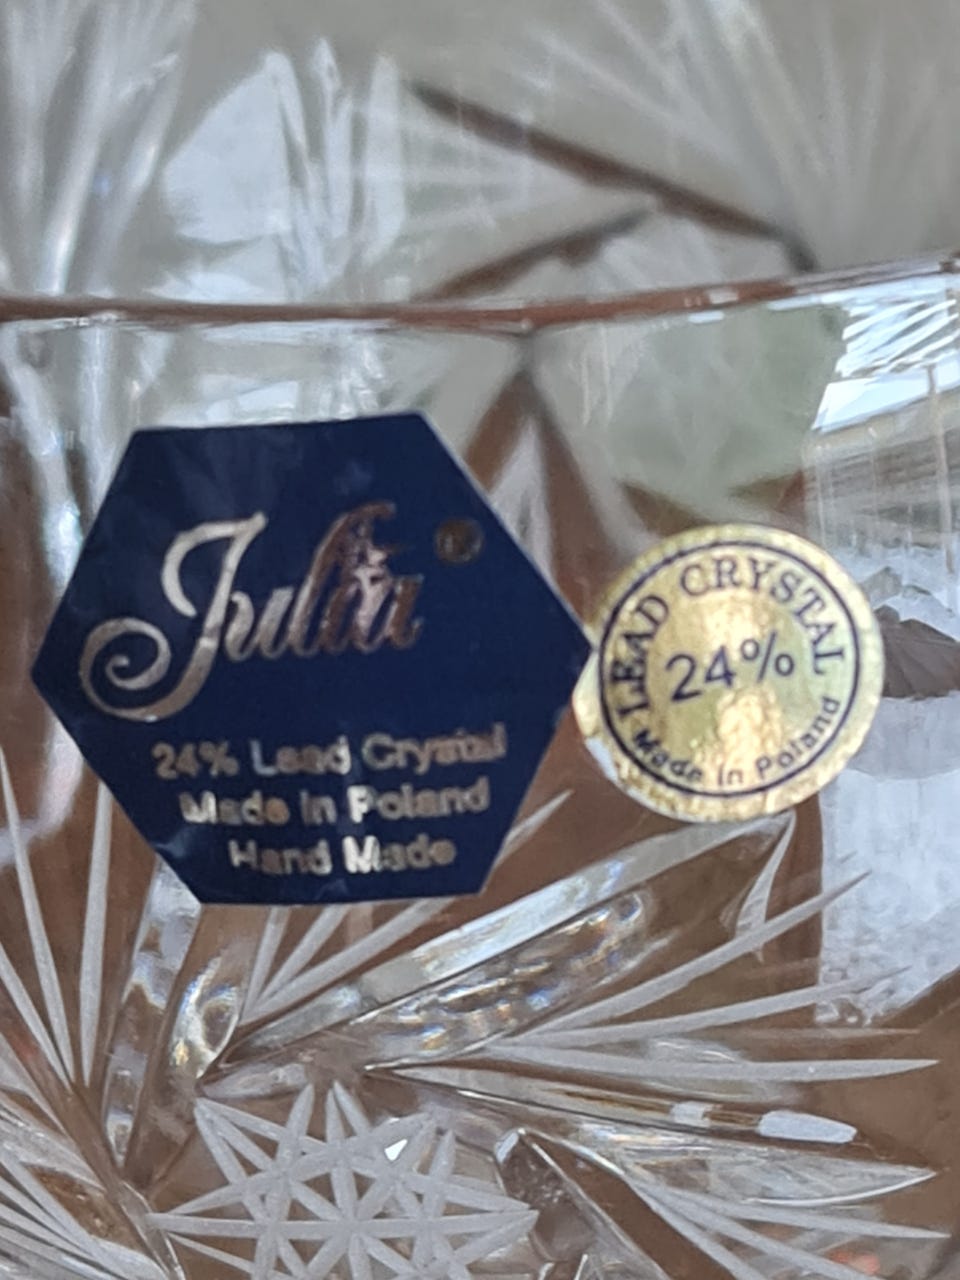 Julia ®
24% Lead Crystal
Made in Poland
Hand Made
LEAD CRYSTAL
24%
Made in Poland